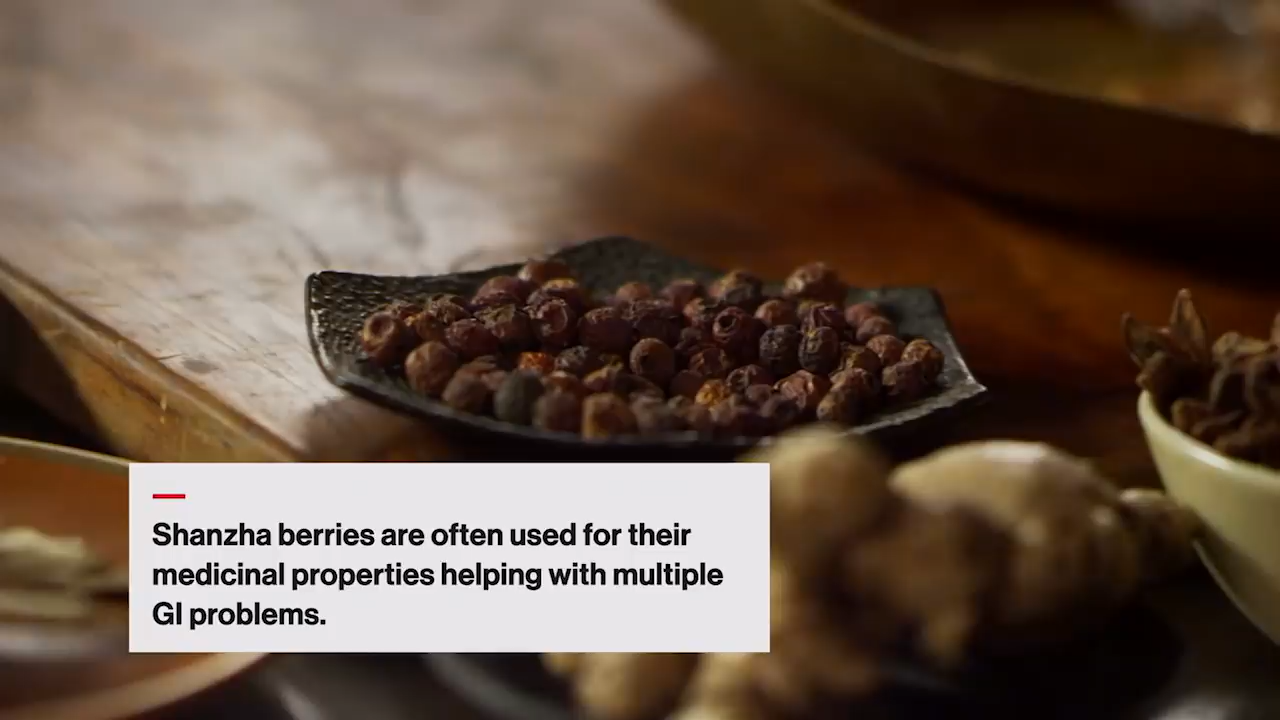 Shanzha berries are often used for their
medicinal properties helping with multiple
GI problems.